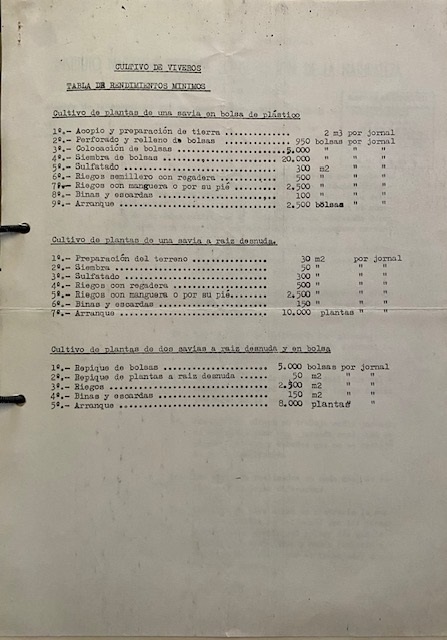 CULTIVO DE VIVEROS
TABLA DE RENDIMIENTOS MINIMOS
Cultivo de plantas de una savia en bolsa de plástico
1º.- Acopio y preparación de tierra ............ 2 m3 por jornal
2º.- Perforado y relleno de bolsas ............. 950 bolsas por jornal
3º.- Colocación de bolsas ...................... 5.000 " " "
4º.- Siembra de bolsas ......................... 20.000 " " "
5º.- Sulfatado ................................. 300 m2 " "
6º.- Riegos semillero con regadera ............. 500 " " "
7º.- Riegos con manguera o por su pié .......... 2.500 " " "
8º.- Binas y escardas .......................... 100 " " "
9º.- Arranque .................................. 2.500 bolsas " "
Cultivo de plantas de una savia a raiz desnuda.
1º.- Preparación del terreno ............... 30 m2 por jornal
2º.- Siembra ............................... 50 " " "
3º.- Sulfatado ............................. 300 " " "
4º.- Riegos con regadera ................... 500 " " "
5º.- Riegos con manguera o por su pié....... 2.500 " " "
6º.- Binas y escardas ...................... 150 " " "
7º.- Arranque .............................. 10.000 plantas " "
Cultivo de plantas de dos savias a raiz desnuda y en bolsa
1º.- Repique de bolsas ..................... 5.000 bolsas por jornal
2º.- Repique de plantas a raiz desnuda ...... 50 m2 " "
3º.- Riegos ................................ 2.500 m2 " "
4º.- Binas y escardas ...................... 150 m2 " "
5º.- Arranque .............................. 8.000 plantas " "